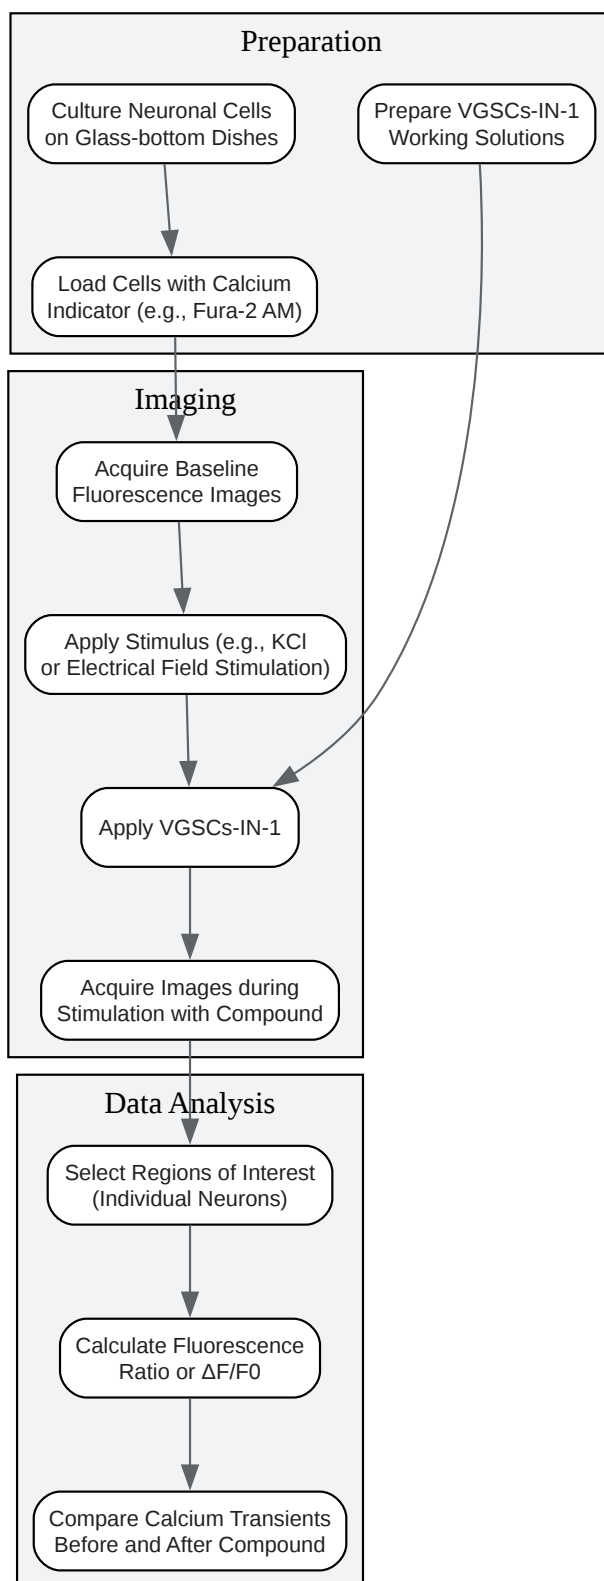 Preparation
Culture Neuronal Cells
on Glass-bottom Dishes
Prepare VGSCs-IN-1
Working Solutions
Load Cells with Calcium
Indicator (e.g., Fura-2 AM)
Imaging
Acquire Baseline
Fluorescence Images
Apply Stimulus (e.g., KCl
or Electrical Field Stimulation)
Apply VGSCs-IN-1
Acquire Images during
Stimulation with Compound
Data Analysis
Select Regions of Interest
(Individual Neurons)
Calculate Fluorescence
Ratio or ΔF/F0
Compare Calcium Transients
Before and After Compound